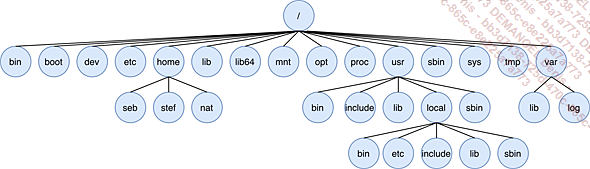 /
bin boot dev etc home lib lib64 mnt opt proc usr sbin sys tmp var
seb stef nat bin include lib local sbin lib log
bin etc include lib sbin